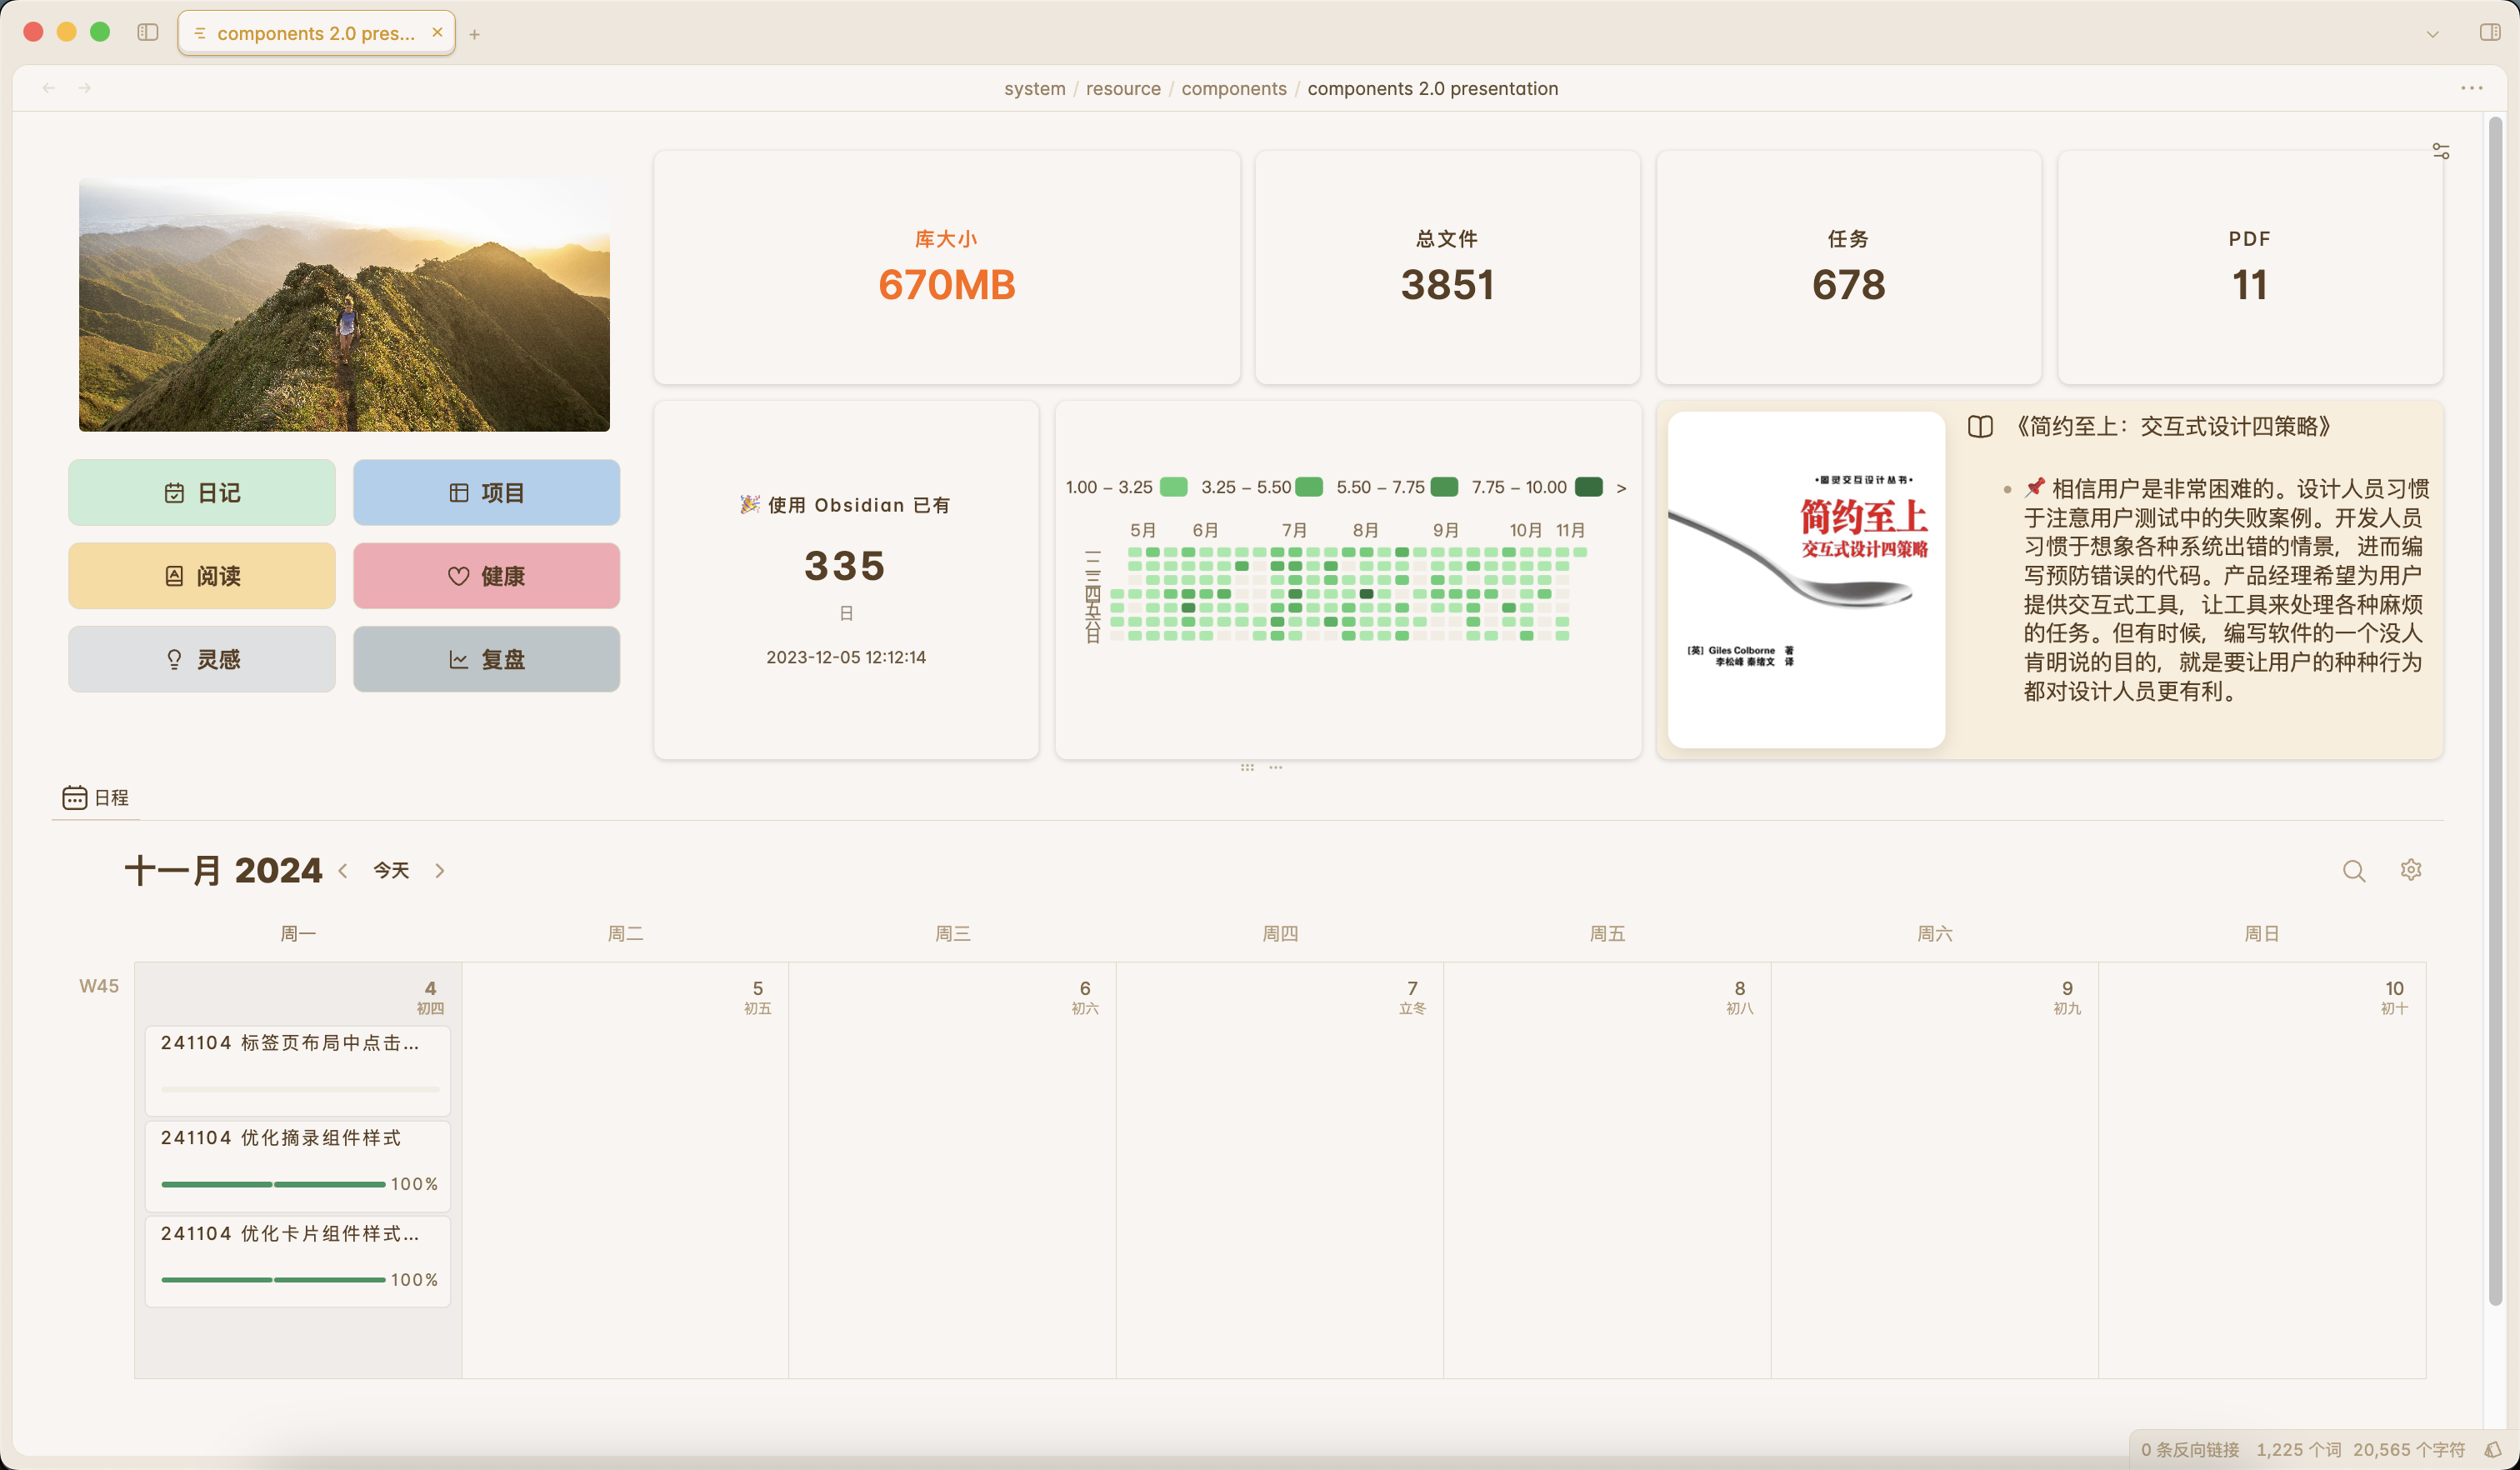 components 2.0 pres...
system / resource / components / components 2.0 presentation
库大小
670MB
总文件
3851
任务
678
PDF
11
日记
项目
阅读
健康
灵感
复盘
🎉 使用 Obsidian 已有
335
日
2023-12-05 12:12:14
1.00 – 3.25 3.25 – 5.50 5.50 – 7.75 7.75 – 10.00 >
5月 6月 7月 8月 9月 10月 11月
一
二
三
四
五
六
日
•图灵交互设计丛书•
简约至上
交互式设计四策略
[英] Giles Colborne 著
李松峰 秦绪文 译
《简约至上：交互式设计四策略》
📌 相信用户是非常困难的。设计人员习惯
于注意用户测试中的失败案例。开发人员
习惯于想象各种系统出错的情景，进而编
写预防错误的代码。产品经理希望为用户
提供交互式工具，让工具来处理各种麻烦
的任务。但有时候，编写软件的一个没人
肯明说的目的，就是要让用户的种种行为
都对设计人员更有利。
日程
十一月 2024
今天
周一 周二 周三 周四 周五 周六 周日
W45
4
初四
5
初五
6
初六
7
立冬
8
初八
9
初九
10
初十
241104 标签页布局中点击...
241104 优化摘录组件样式
100%
241104 优化卡片组件样式...
100%
0 条反向链接 1,225 个词 20,565 个字符